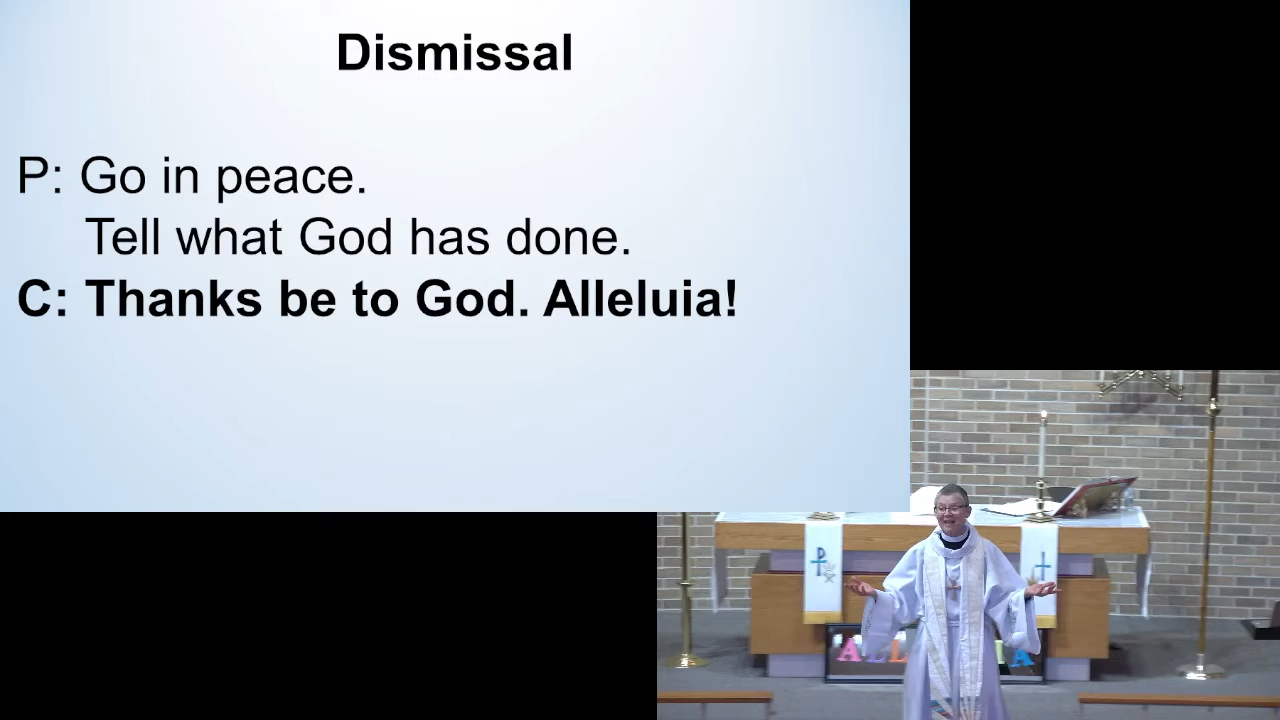 Dismissal
P: Go in peace.
Tell what God has done.
C: Thanks be to God. Alleluia!